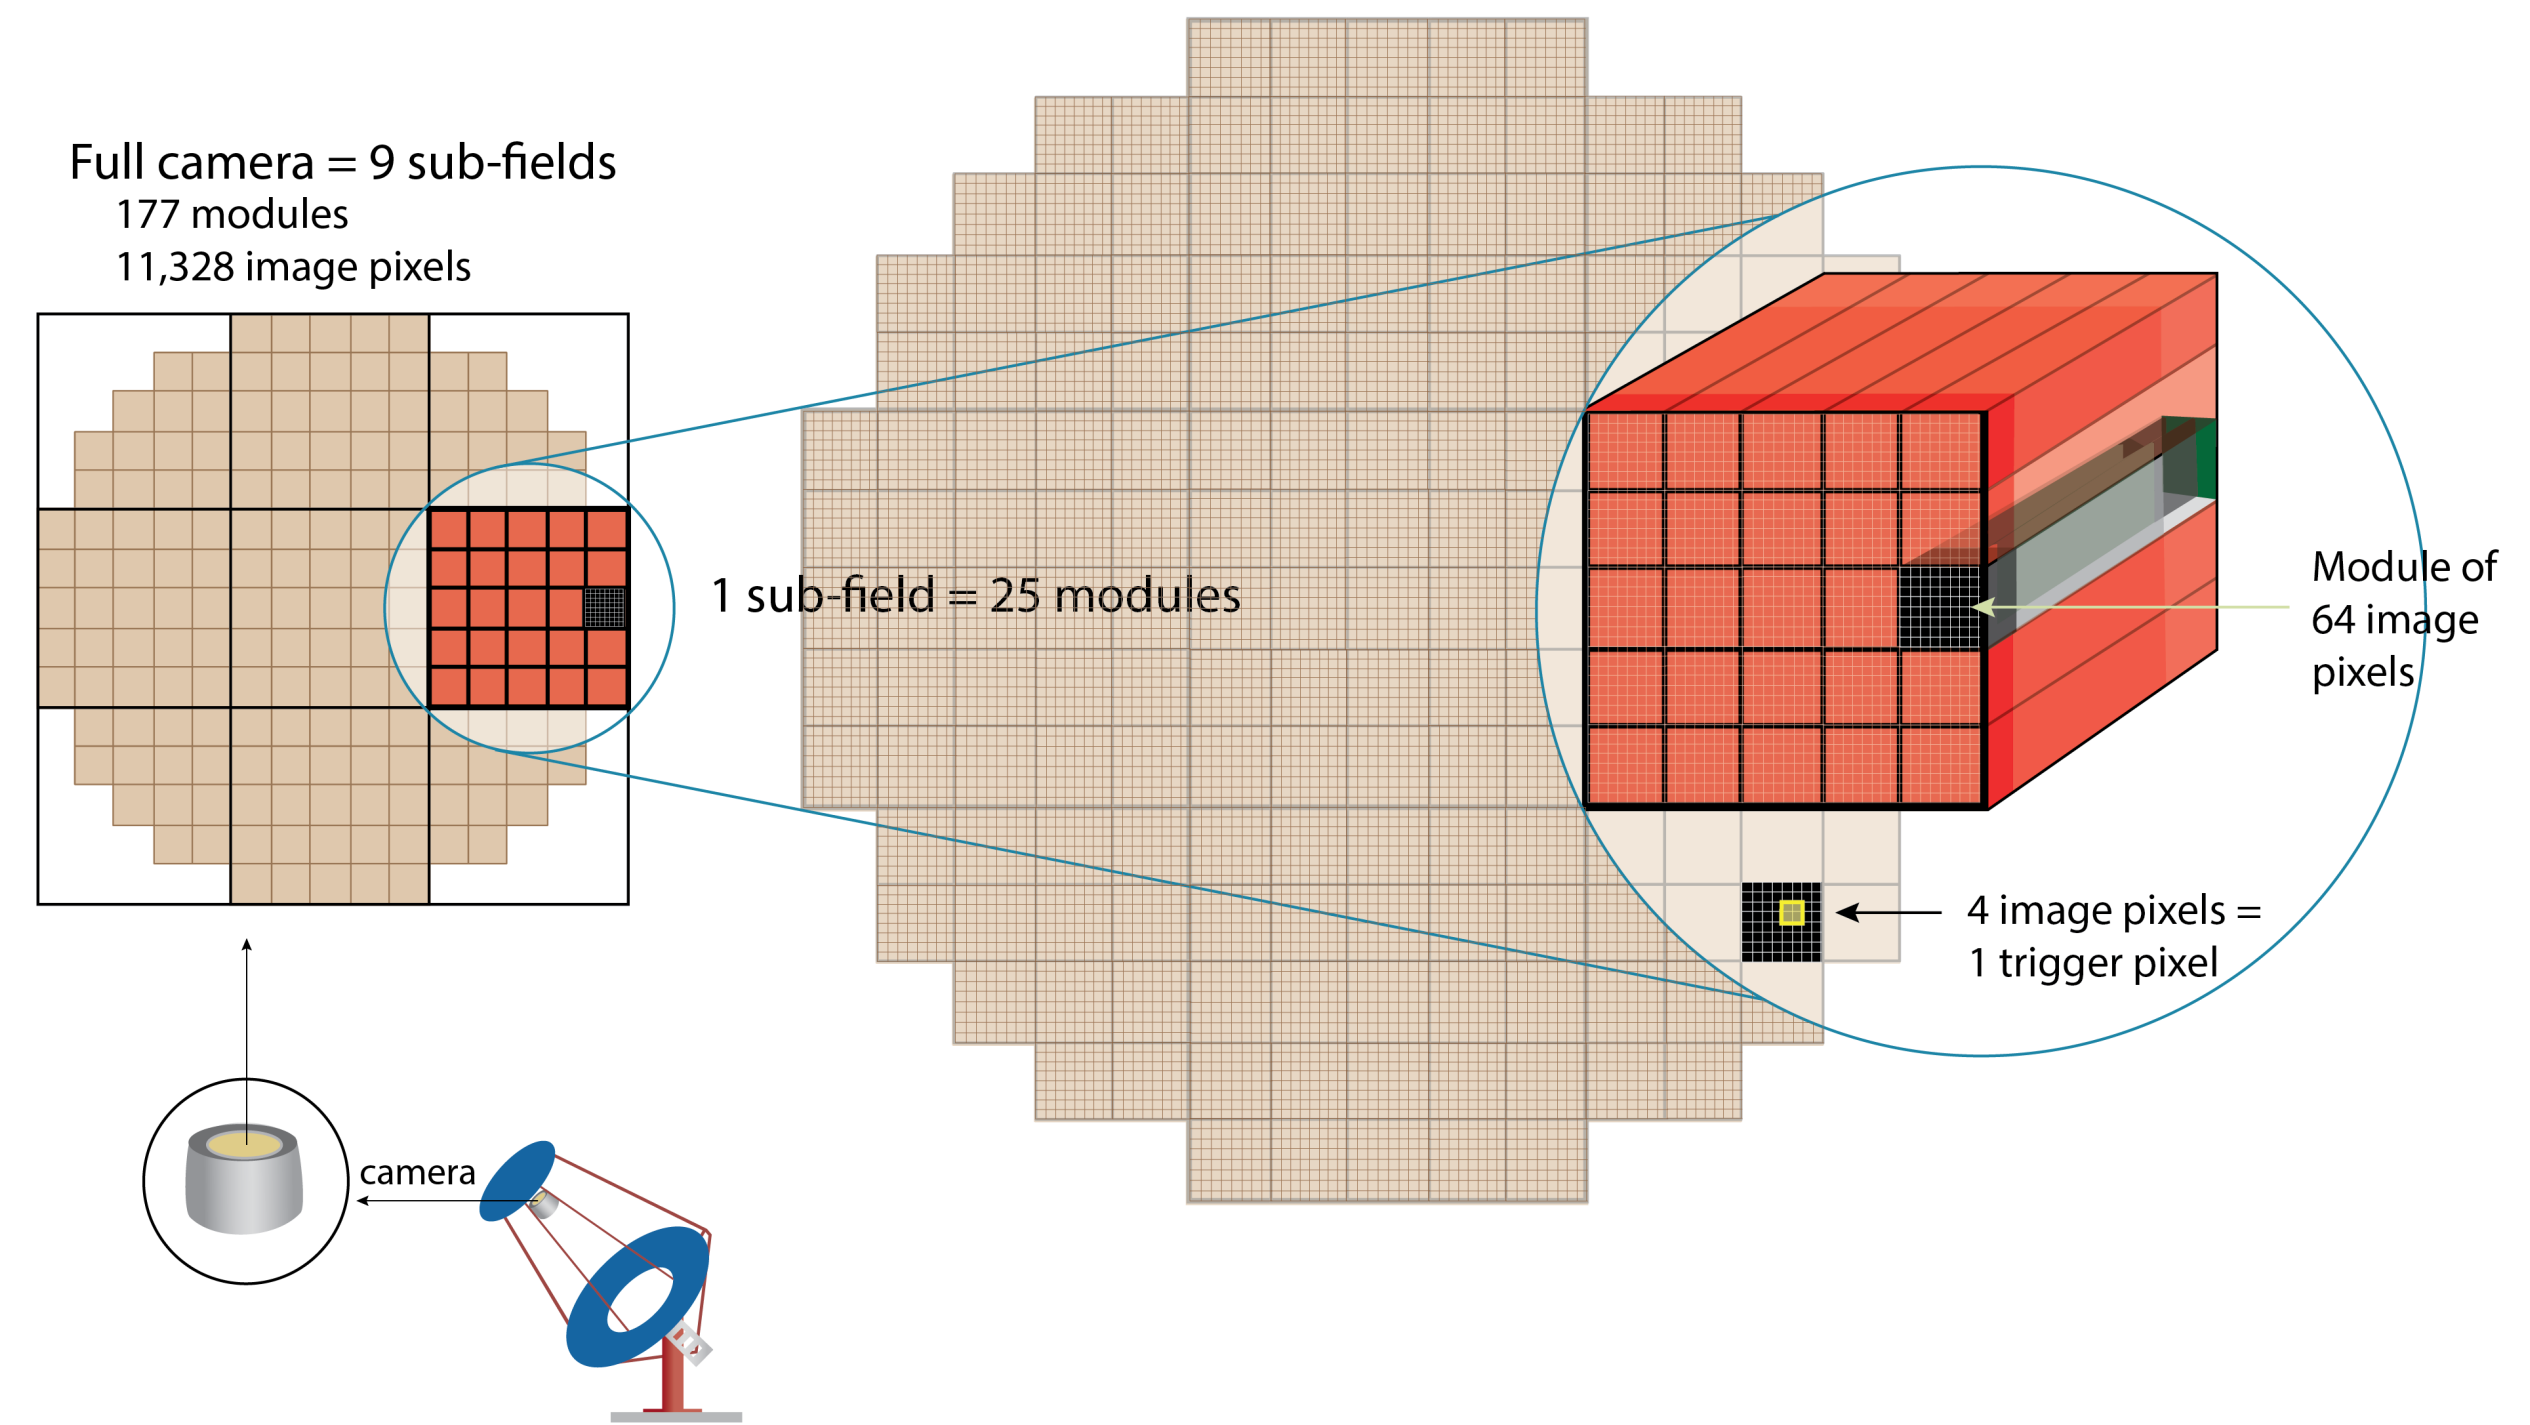 Full camera = 9 sub-fields
177 modules
11,328 image pixels
1 sub-field = 25 modules
Module of
64 image
pixels
4 image pixels =
1 trigger pixel
camera